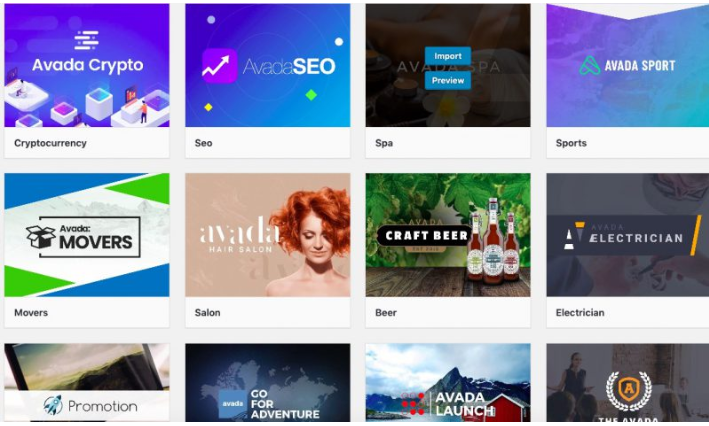 Avada Crypto
Cryptocurrency
AvadaSEO
Seo
Import
AVADA SPA
Preview
Spa
AVADA SPORT
Sports
Avada:
MOVERS
Movers
avada
HAIR SALON
Salon
AVADA
CRAFT BEER
Beer
AVADA
ELECTRICIAN
Electrician
Promotion
avada
GO
FOR
ADVENTURE
AVADA
LAUNCH
A
THE AVADA